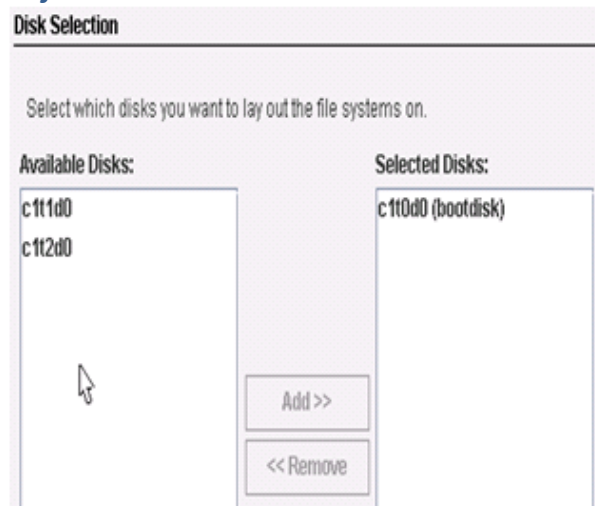 Disk Selection
Select which disks you want to lay out the file systems on.
Available Disks:
Selected Disks:
c1t1d0
c1t2d0
c1t0d0 (bootdisk)
Add >>
<< Remove